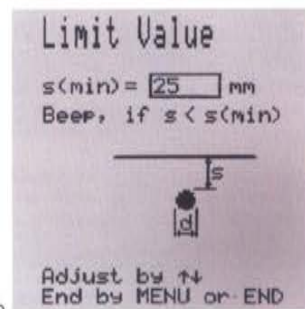 Limit Value
s(min)= 25 mm
Beep, if s < s(min)
s
d
Adjust by ↑↓
End by MENU or END